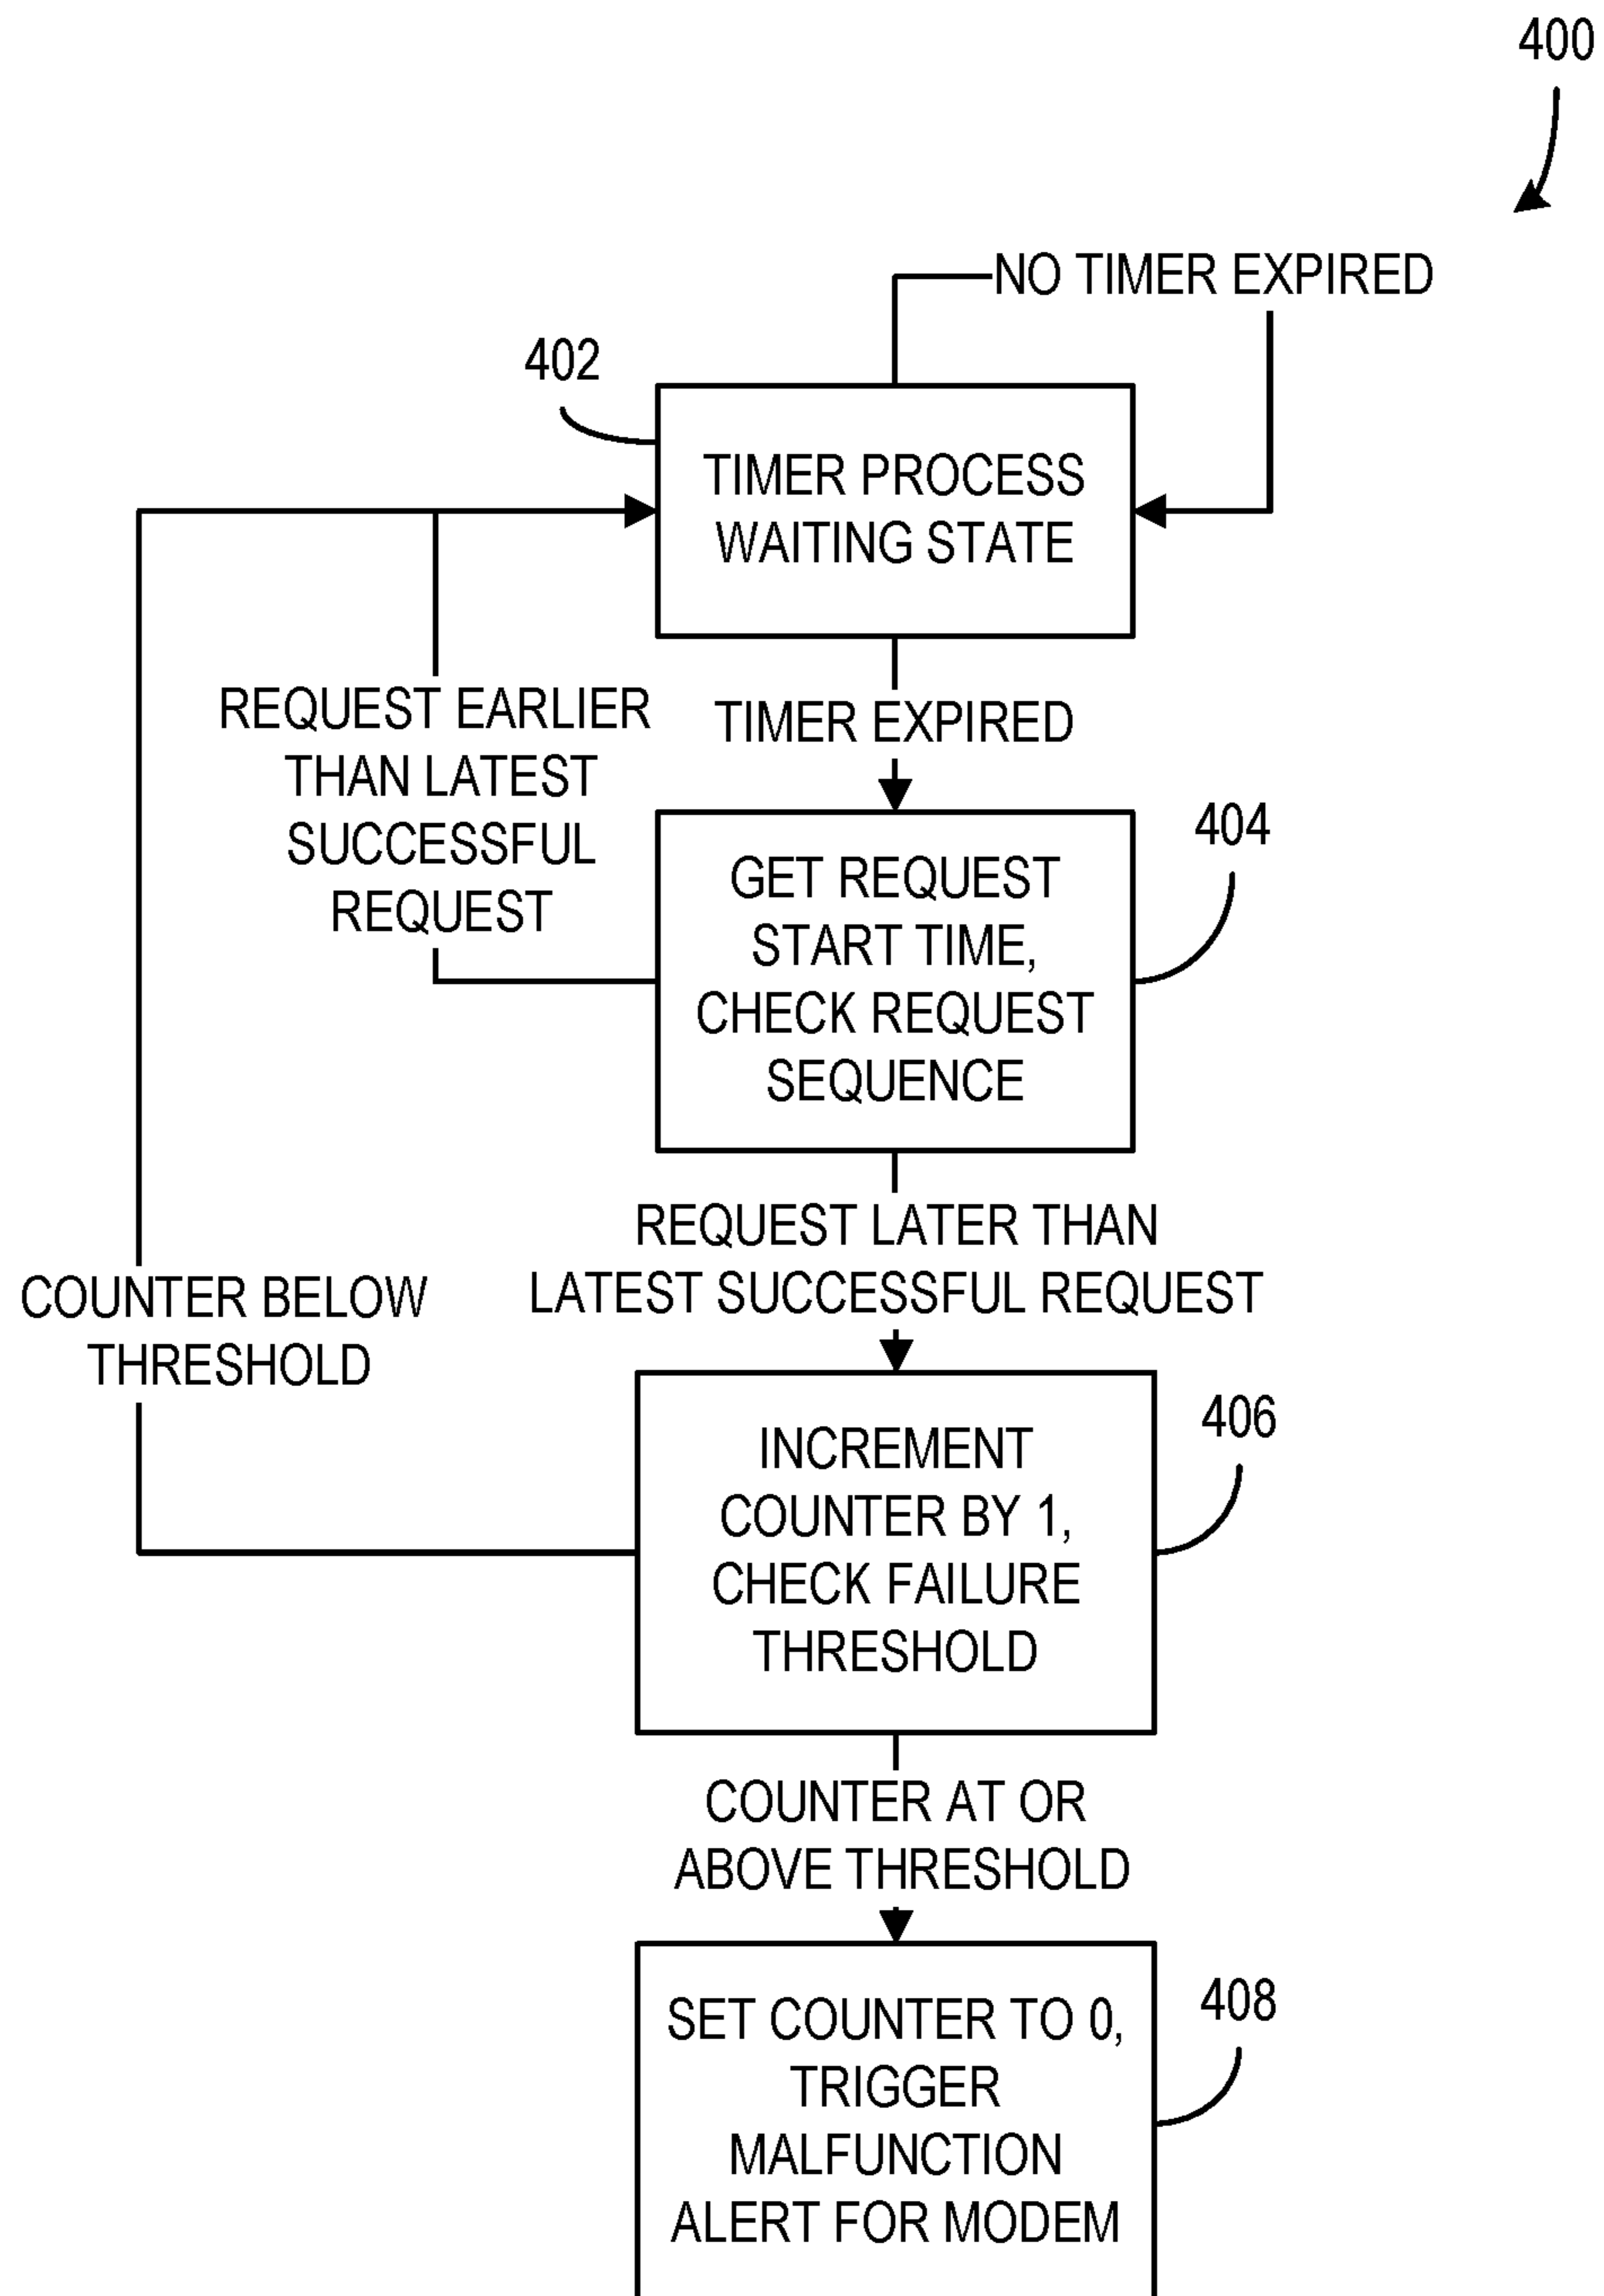 400
NO TIMER EXPIRED
402
TIMER PROCESS
WAITING STATE
REQUEST EARLIER
THAN LATEST
SUCCESSFUL
REQUEST
TIMER EXPIRED
404
GET REQUEST
START TIME,
CHECK REQUEST
SEQUENCE
REQUEST LATER THAN
LATEST SUCCESSFUL REQUEST
COUNTER BELOW
THRESHOLD
406
INCREMENT
COUNTER BY 1,
CHECK FAILURE
THRESHOLD
COUNTER AT OR
ABOVE THRESHOLD
408
SET COUNTER TO 0,
TRIGGER
MALFUNCTION
ALERT FOR MODEM